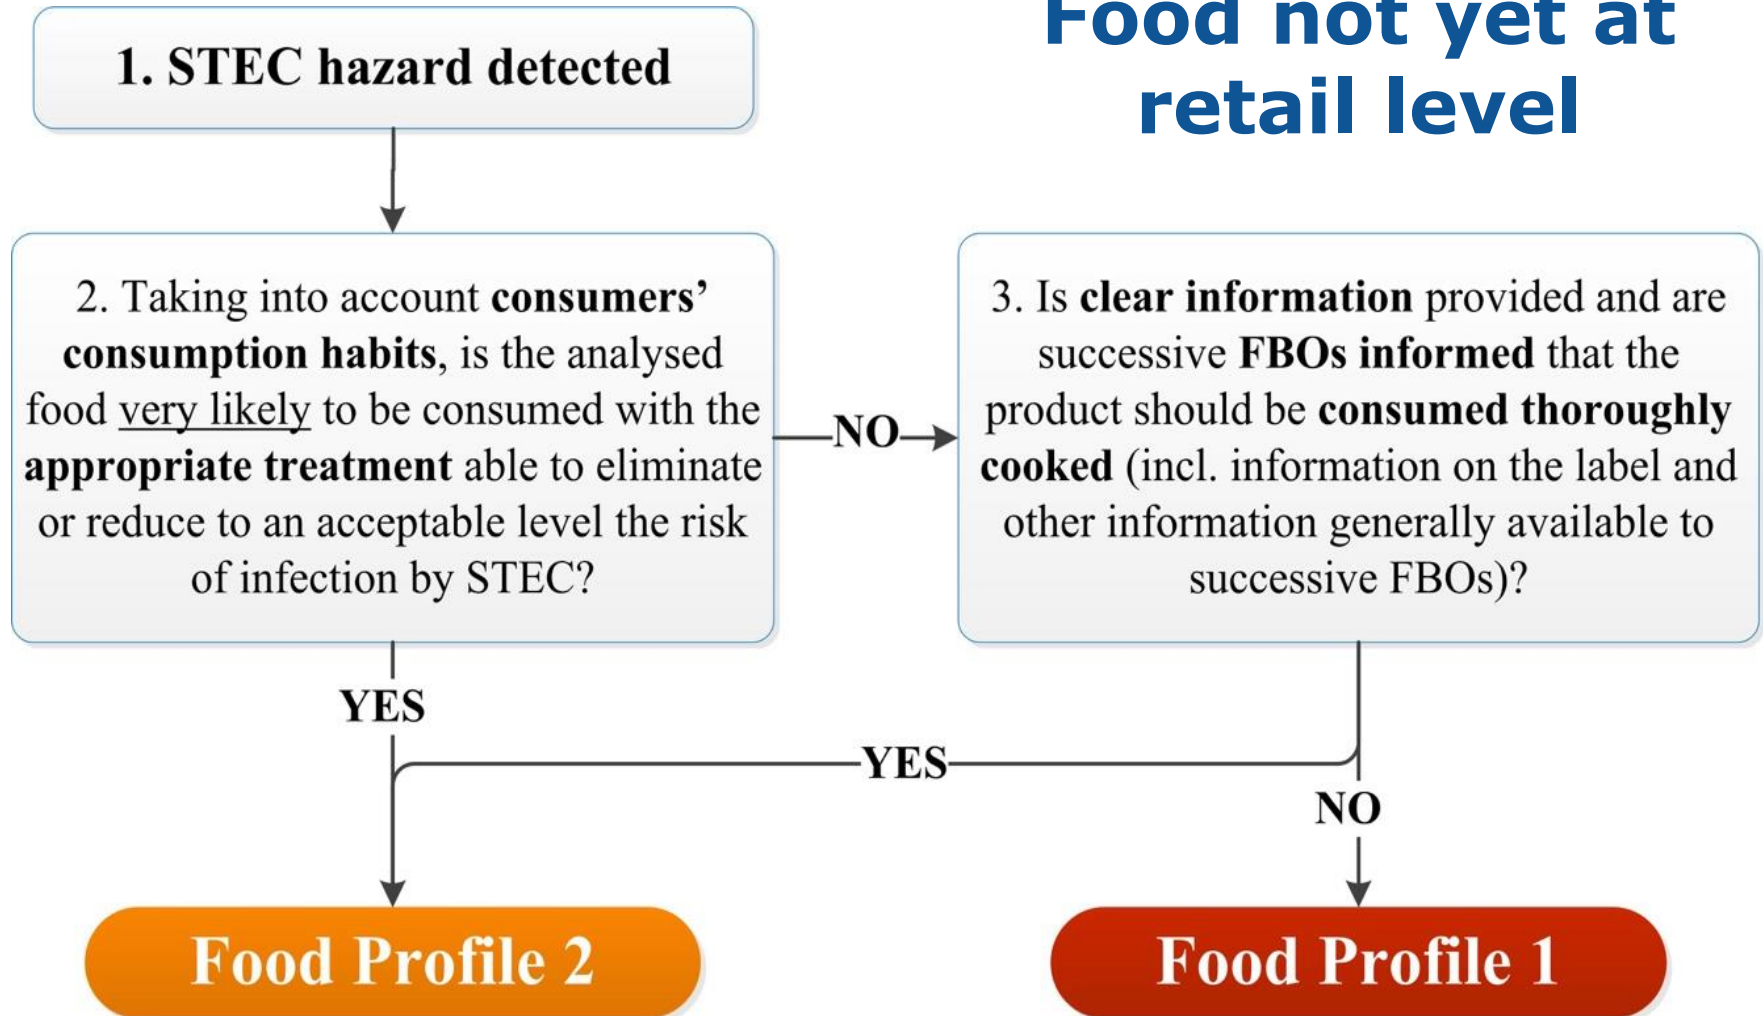 Food not yet at
retail level
1. STEC hazard detected
2. Taking into account consumers’
consumption habits, is the analysed
food very likely to be consumed with the
appropriate treatment able to eliminate
or reduce to an acceptable level the risk
of infection by STEC?
NO
3. Is clear information provided and are
successive FBOs informed that the
product should be consumed thoroughly
cooked (incl. information on the label and
other information generally available to
successive FBOs)?
YES
YES
NO
Food Profile 2
Food Profile 1